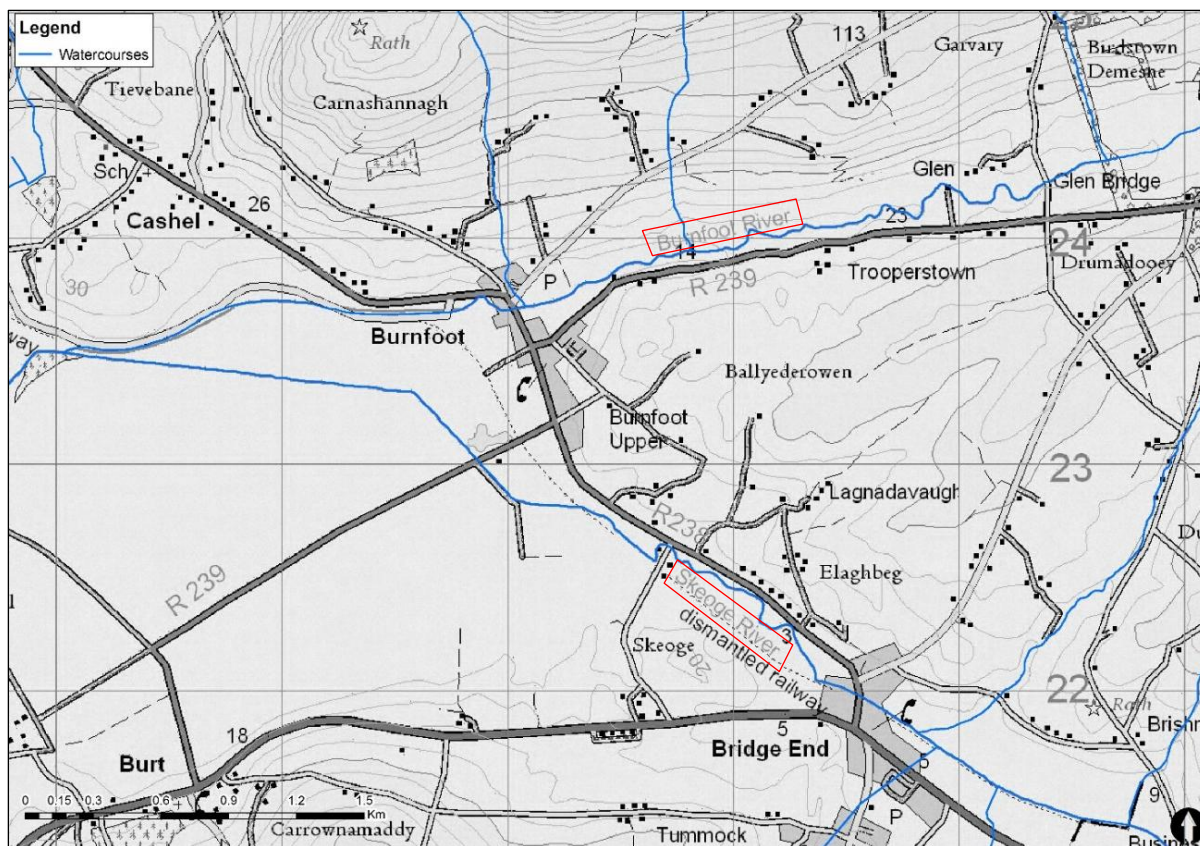 Legend
Watercourses
Rath
113
Garvary
25
Birdstown
Demesne
Tievebane
Carnashannagh
Sch
Glen
Glen Bridge
Cashel
26
Burnfoot River
23
24
14
Drumadooey
30
P
R 239
Trooperstown
Burnfoot
way
Ballyederowen
Burnfoot
Upper
23
Lagnadavaugh
R238
R 239
Elaghbeg
Skeoge River
3
dismantled railway
Skeoge
20
22
Rath
18
5
Bridge End
Burt
P
9
0 0.15 0.3 0.6 0.9 1.2 1.5
Km
Carrownamaddy
Tummock
P